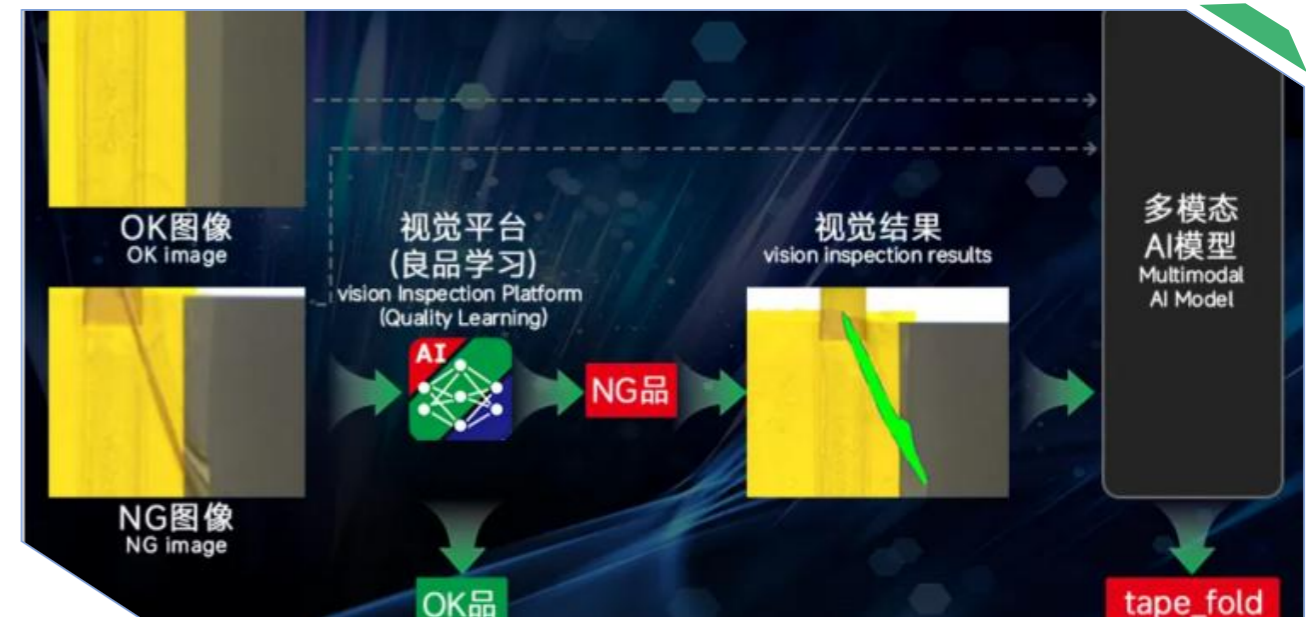 OK图像
OK image
视觉平台
(良品学习)
vision Inspection Platform
(Quality Learning)
视觉结果
vision inspection results
多模态
AI模型
Multimodal
AI Model
AI
NG品
NG图像
NG image
OK品
tape_fold